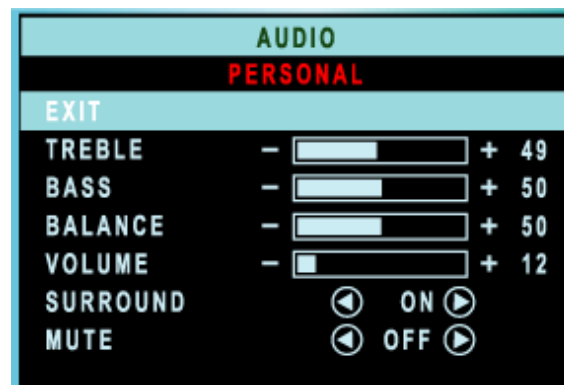 AUDIO
PERSONAL
EXIT
TREBLE - + 49
BASS - + 50
BALANCE - + 50
VOLUME - + 12
SURROUND ON
MUTE OFF